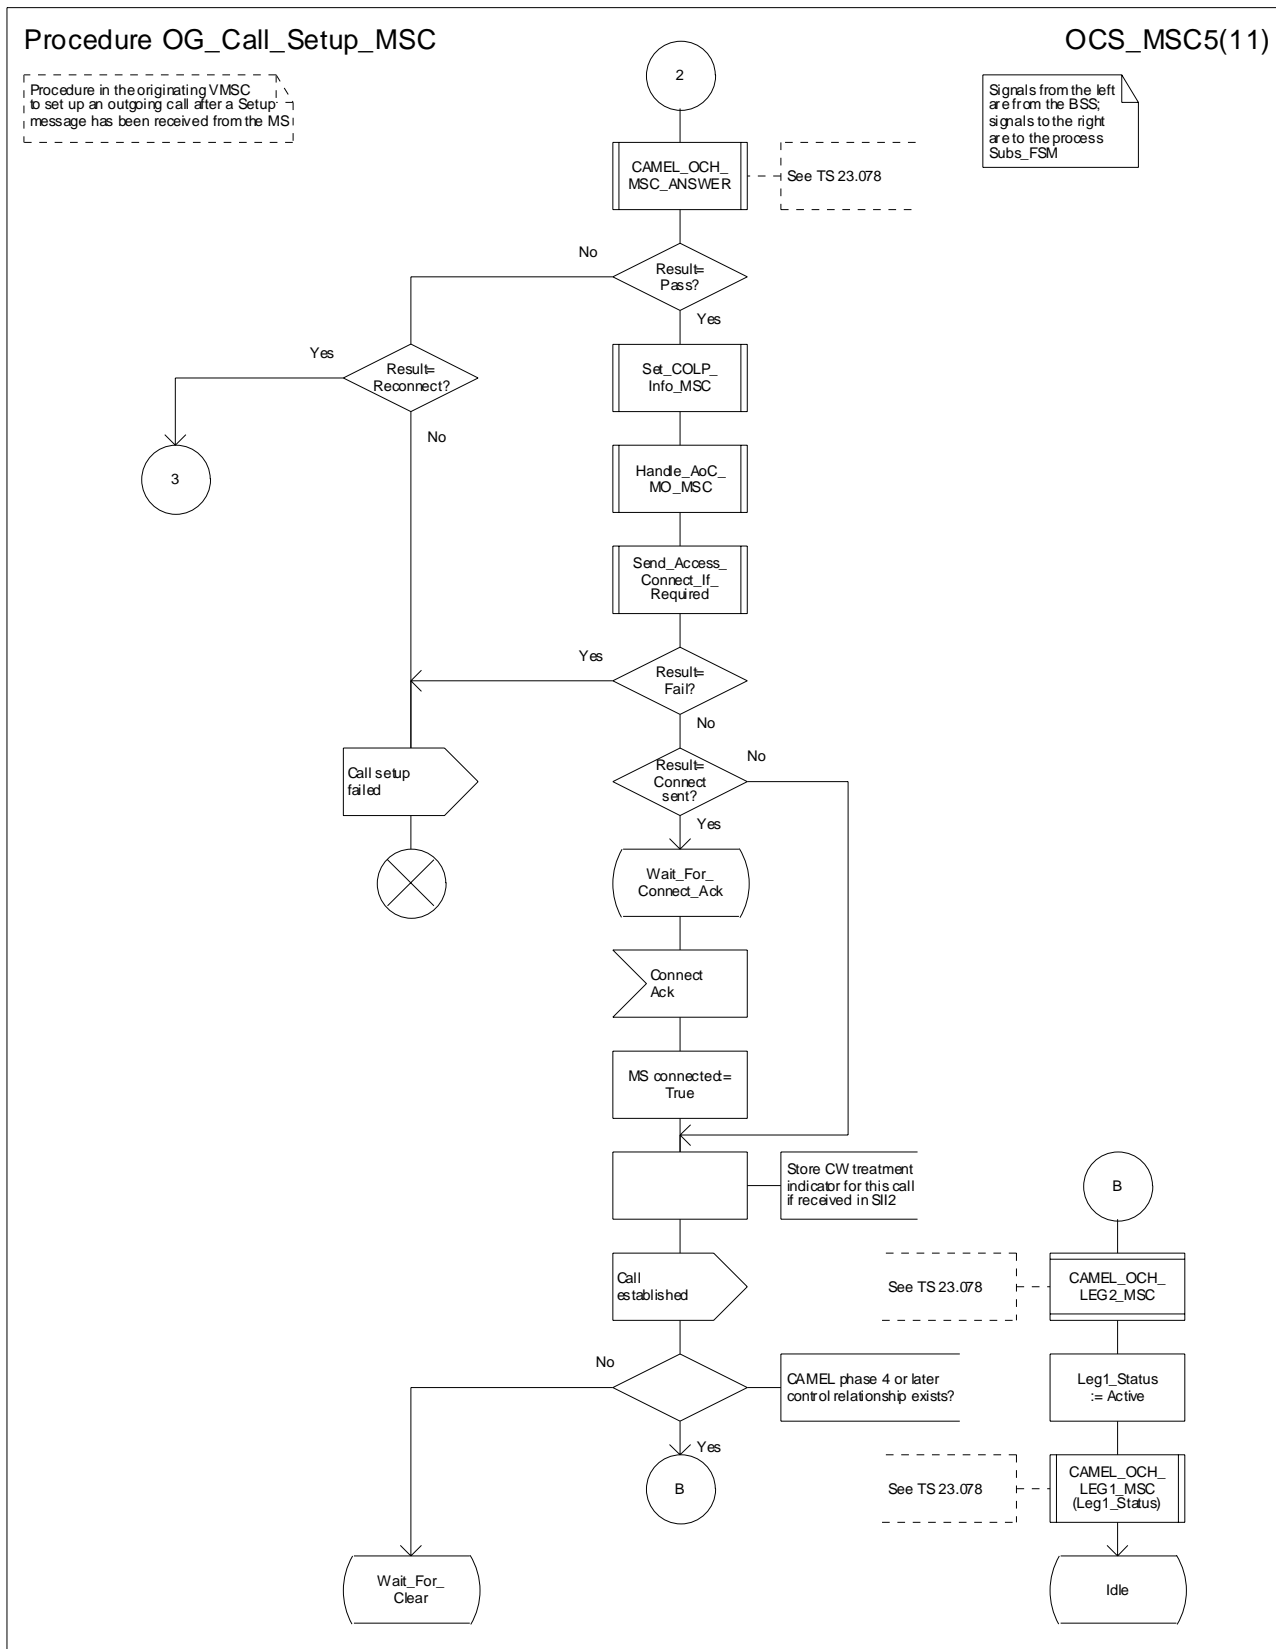 Procedure OG_Call_Setup_MSC
OCS_MSC5(11)
Procedure in the originating VMSC
to set up an outgoing call after a Setup
message has been received from the MS
2
Signals from the left
are from the BSS;
signals to the right
are to the process
Subs_FSM
CAMEL_OCH_
MSC_ANSWER
See TS 23.078
No
Result=
Pass?
Yes
Yes
Result=
Reconnect?
Set_COLP_
Info_MSC
No
3
Handle_AoC_
MO_MSC
Send_Access_
Connect_If_
Required
Yes
Result=
Fail?
No
No
Call setup
failed
Result=
Connect
sent?
Yes
Wait_For_
Connect_Ack
Connect
Ack
MS connected:=
True
Store CW treatment
indicator for this call
if received in SII2
B
Call
established
See TS 23.078
CAMEL_OCH_
LEG2_MSC
No
CAMEL phase 4 or later
control relationship exists?
Leg1_Status
:= Active
Yes
B
See TS 23.078
CAMEL_OCH_
LEG1_MSC
(Leg1_Status)
Wait_For_
Clear
Idle